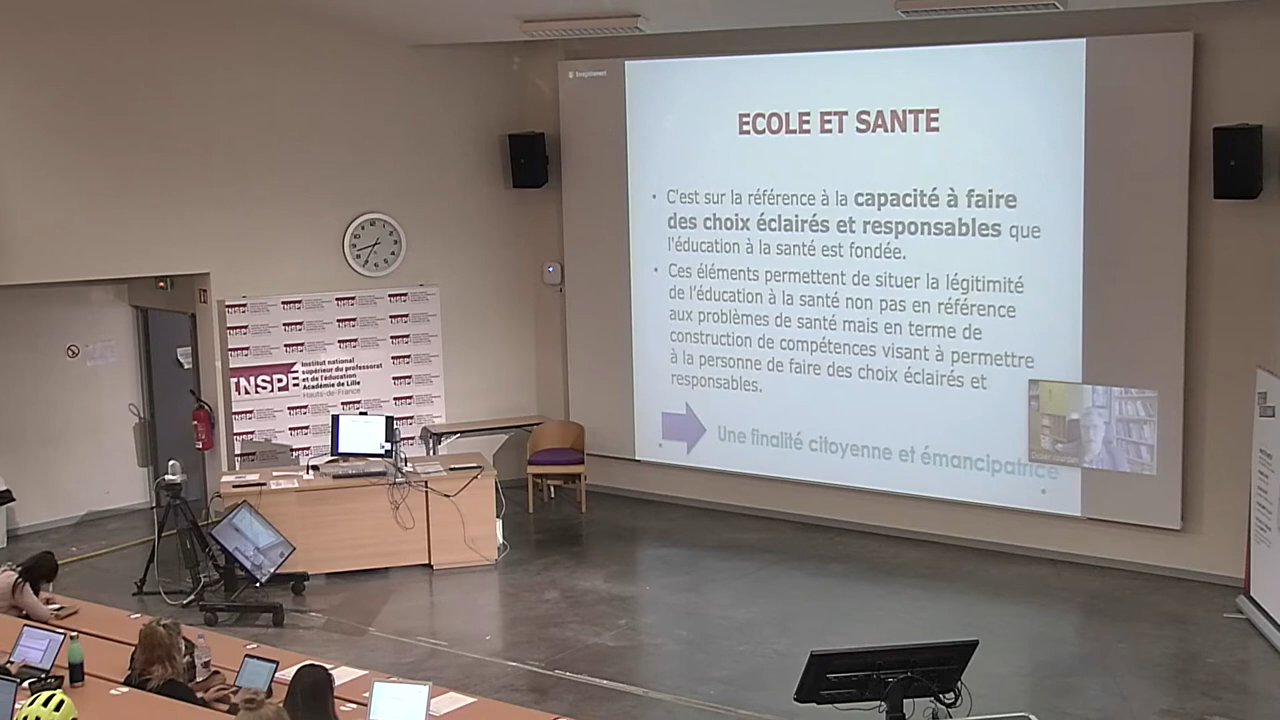 Enregistrement
ECOLE ET SANTE
• C'est sur la référence à la capacité à faire
des choix éclairés et responsables que
l'éducation à la santé est fondée.
• Ces éléments permettent de situer la légitimité
de l'éducation à la santé non pas en référence
aux problèmes de santé mais en terme de
construction de compétences visant à permettre
à la personne de faire des choix éclairés et
responsables.
Une finalité citoyenne et émancipatrice
INSPÉ
Institut national
supérieur du professorat
et de l'éducation
Académie de Lille
Hauts-de-France